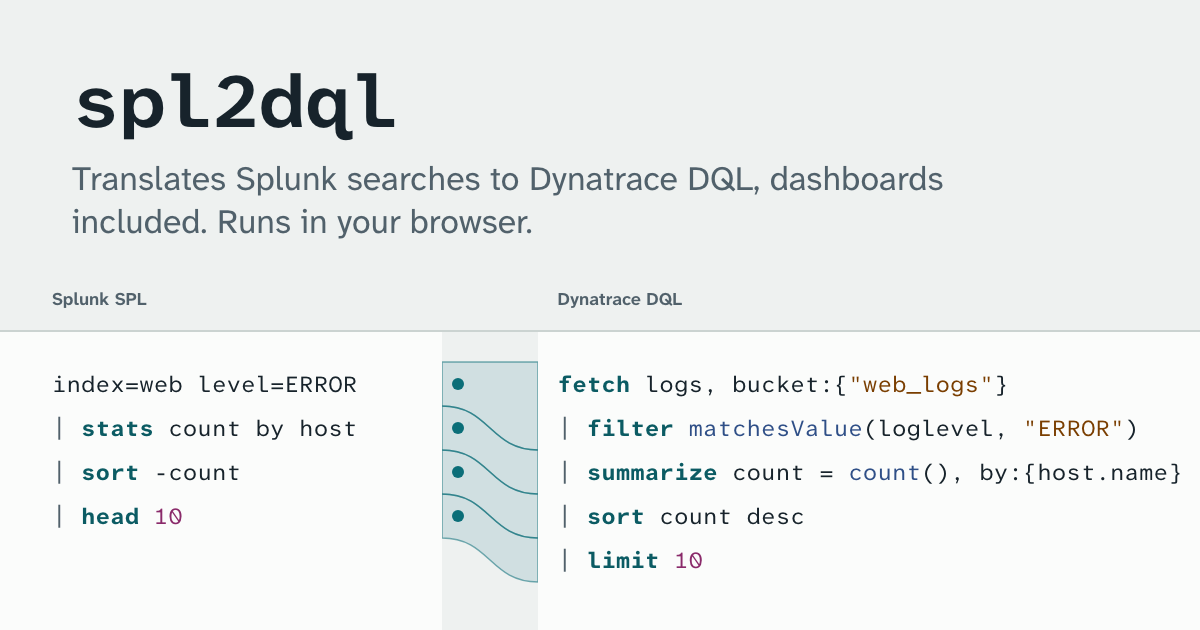 spl2dql
Translates Splunk searches to Dynatrace DQL, dashboards
included. Runs in your browser.
Splunk SPL
index=web level=ERROR
| stats count by host
| sort -count
| head 10
Dynatrace DQL
fetch logs, bucket:{"web_logs"}
| filter matchesValue(loglevel, "ERROR")
| summarize count = count(), by:{host.name}
| sort count desc
| limit 10